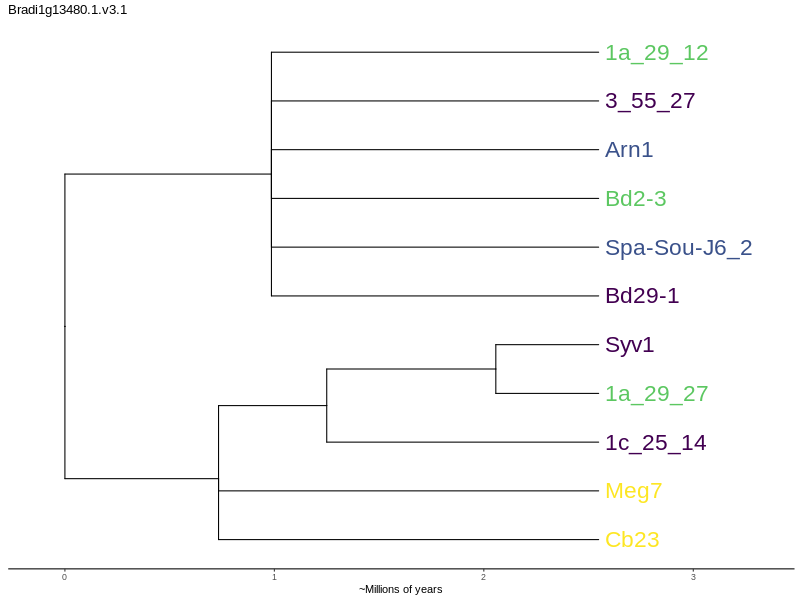 Bradi1g13480.1.v3.1
1a_29_12
3_55_27
Arn1
Bd2-3
Spa-Sou-J6_2
Bd29-1
Syv1
1a_29_27
1c_25_14
Meg7
Cb23
0 1 2 3
~Millions of years